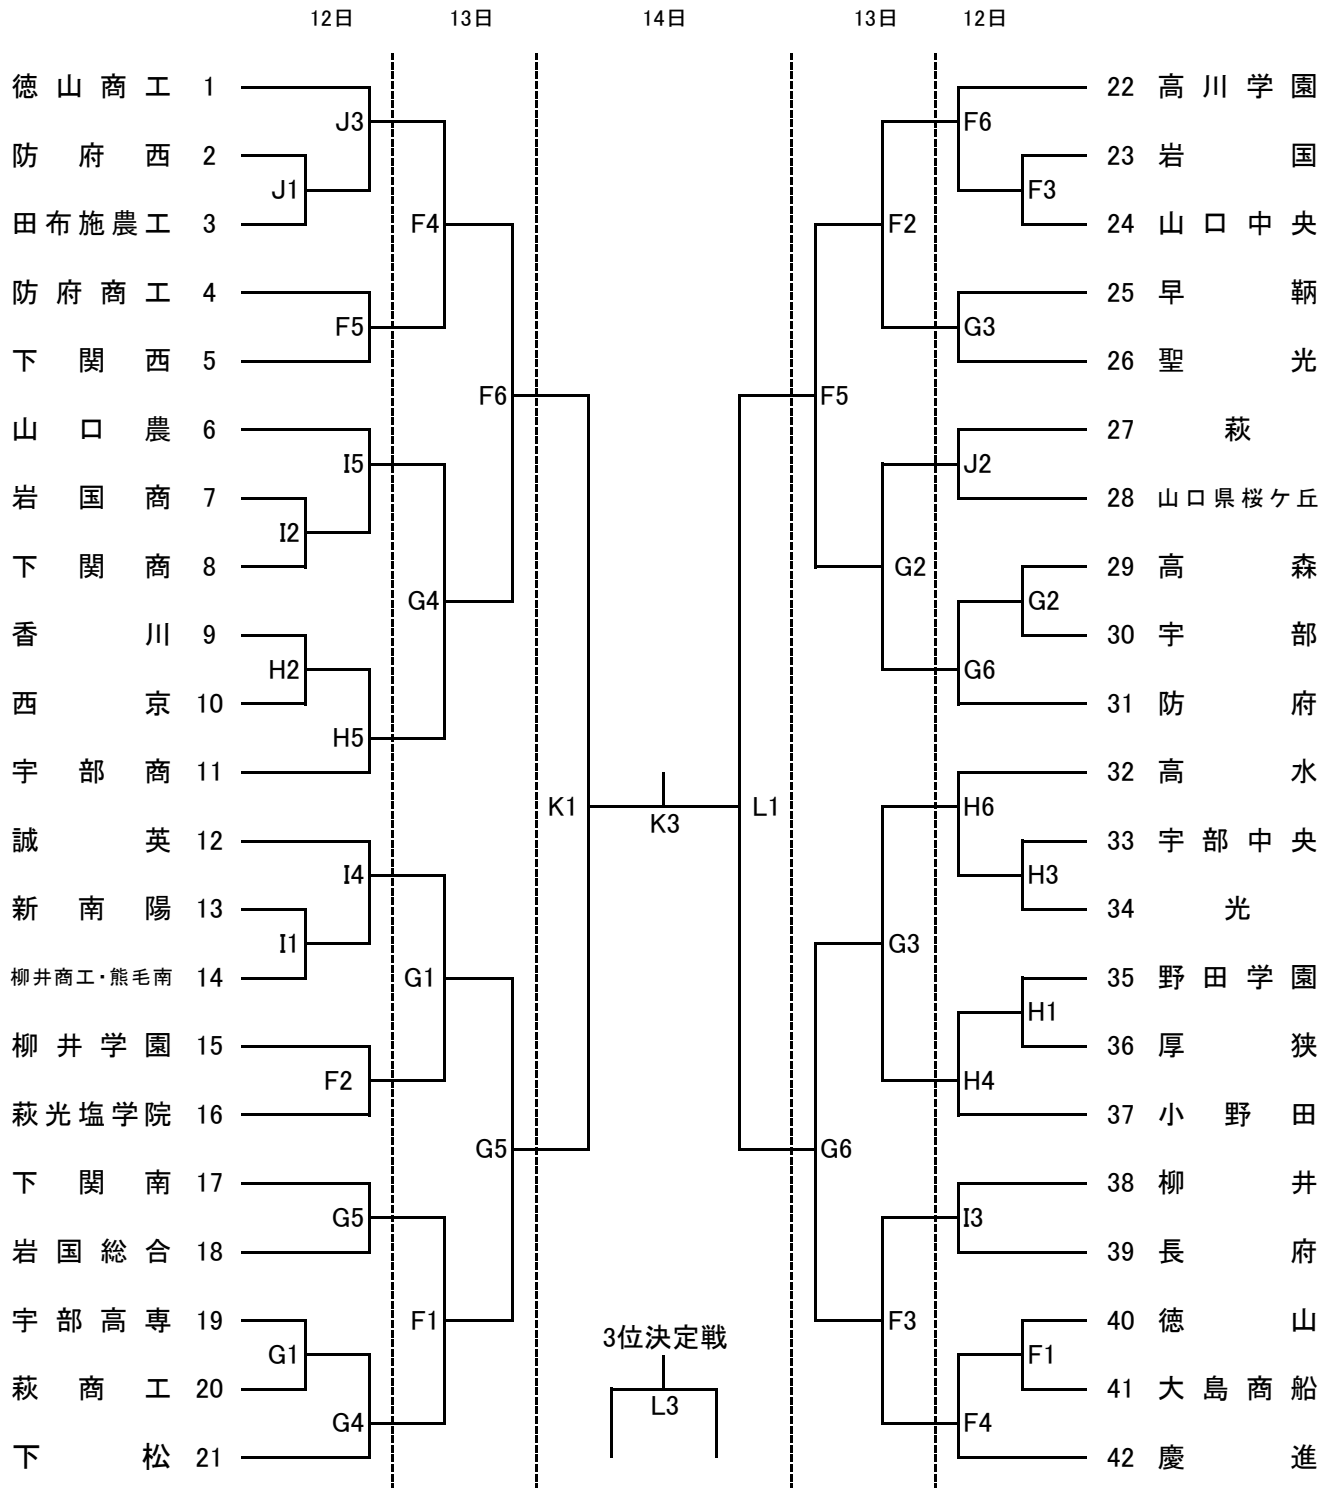 12日 13日 14日 13日 12日
徳山商工 1 22 高川学園
J3 F6
防府西 2 23 岩国
J1 F3
田布施農工 3 F4 F2 24 山口中央
防府商工 4 25 早鞆
F5 G3
下関西 5 26 聖光
F6 F5
山口農 6 27 萩
I5 J2
岩国商 7 28 山口県桜ケ丘
I2
下関商 8 G2 29 高森
G4 G2
香川 9 30 宇部
H2 G6
西京 10 31 防府
H5
宇部商 11 32 高水
K1 K3 L1 H6
誠英 12 33 宇部中央
I4 H3
新南陽 13 34 光
I1 G3
柳井商工・熊毛南 14 G1 35 野田学園
H1
柳井学園 15 36 厚狭
F2 H4
萩光塩学院 16 37 小野田
G5 G6
下関南 17 38 柳井
G5 I3
岩国総合 18 39 長府
宇部高専 19 F1 3位決定戦 F3 40 徳山
G1 F1
萩商工 20 L3 41 大島商船
G4 F4
下松 21 42 慶進